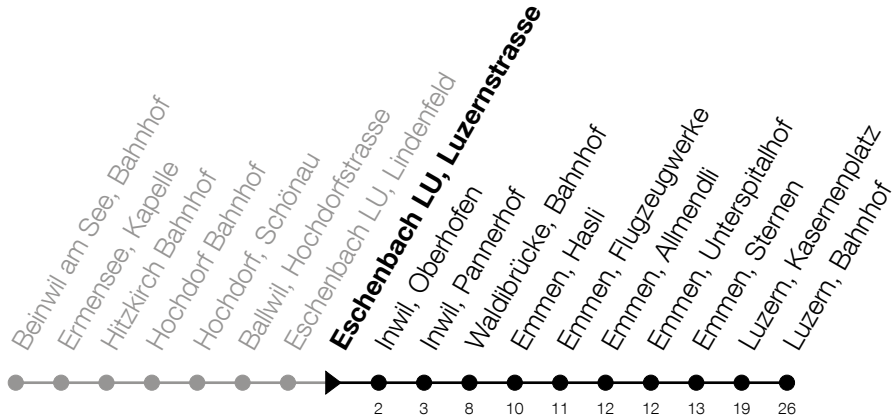 Beinwil am See, Bahnhof
Ermensee, Kapelle
Hitzkirch Bahnhof
Hochdorf Bahnhof
Hochdorf, Schönau
Ballwil, Hochdorfstrasse
Eschenbach LU, Lindenfeld
Eschenbach LU, Luzernstrasse
Inwil, Oberhofen
Inwil, Pannerhof
Waldibrücke, Bahnhof
Emmen, Hasli
Emmen, Flugzeugwerke
Emmen, Allmendli
Emmen, Unterspitalhof
Emmen, Sternen
Luzern, Kasernenplatz
Luzern, Bahnhof
2 3 8 10 11 12 12 13 19 26